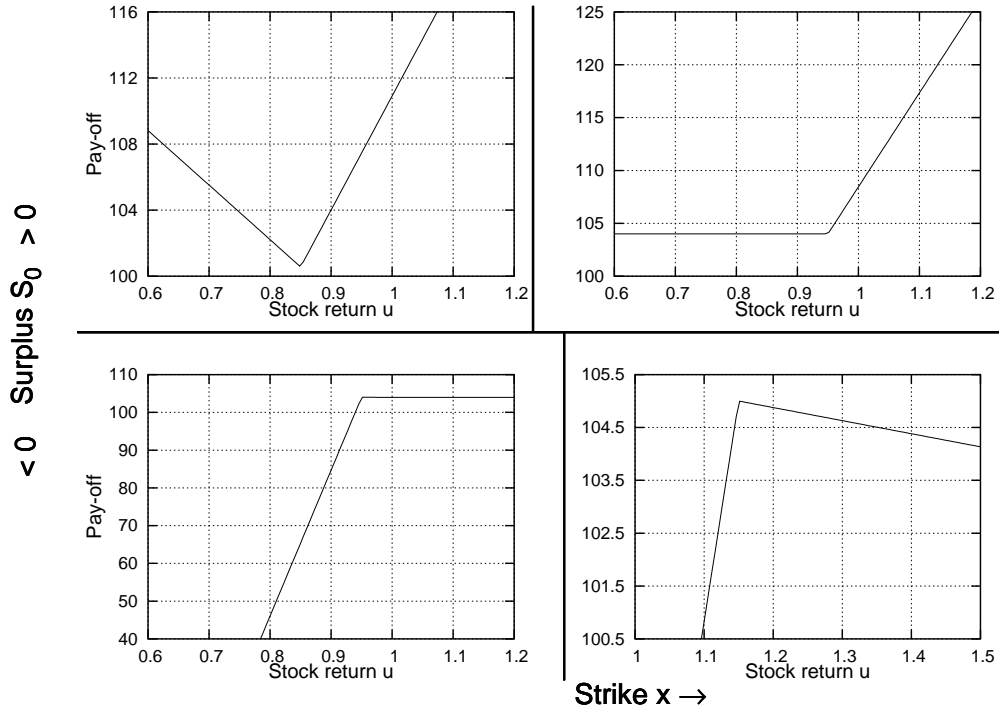 116
112
108
104
100
0.6 0.7 0.8 0.9 1 1.1 1.2
Pay-off
Stock return u
125
120
115
110
105
100
0.6 0.7 0.8 0.9 1 1.1 1.2
Stock return u
< 0 Surplus S0 > 0
110
100
90
80
70
60
50
40
0.6 0.7 0.8 0.9 1 1.1 1.2
Pay-off
Stock return u
105.5
104.5
103.5
102.5
101.5
100.5
1 1.1 1.2 1.3 1.4 1.5
Stock return u
Strike x →